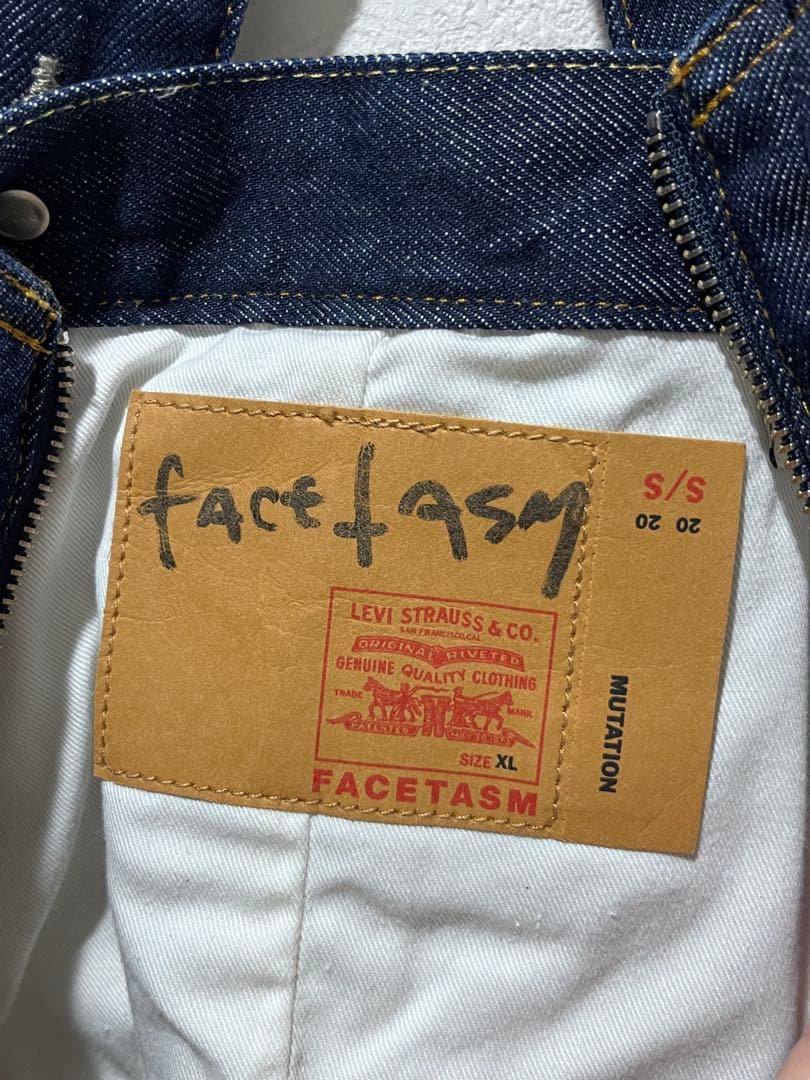 facetasm
LEVI STRAUSS & CO.
SAN FRANCISCO, CAL
ORIGINAL RIVETED
GENUINE QUALITY CLOTHING
TRADE MARK
PATENTED
SIZE XL
FACETASM
S/S
20 20
MUTATION